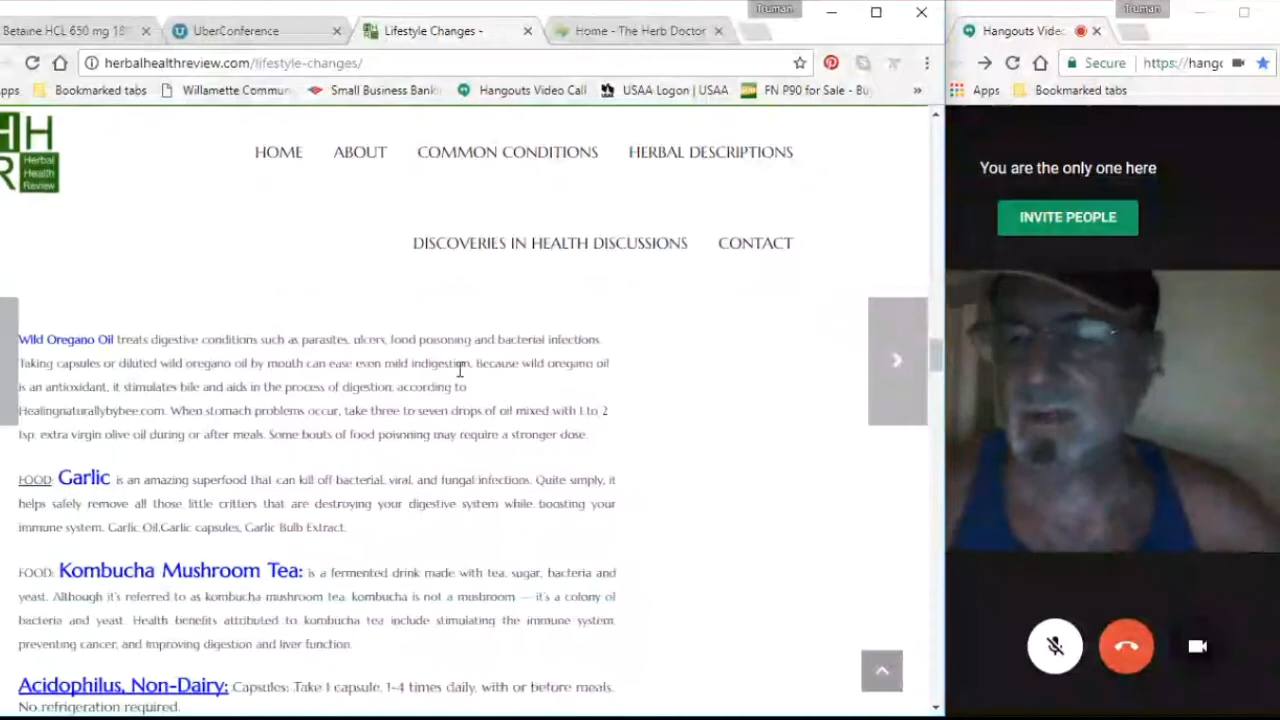 Truman
Truman
Betaine HCL 650 mg 18
UberConference
Lifestyle Changes -
Home - The Herb Doctor
Hangouts Video
herbalhealthreview.com/lifestyle-changes/
Secure
https://hang
pps
Bookmarked tabs
Willamette Commun
Small Business Bank
Hangouts Video Call
USAA Logon | USAA
FN P90 for Sale - Bu
»
Apps
Bookmarked tabs
H H
R
Herbal
Health
Review
HOME
ABOUT
COMMON CONDITIONS
HERBAL DESCRIPTIONS
DISCOVERIES IN HEALTH DISCUSSIONS
CONTACT
You are the only one here
INVITE PEOPLE
Wild Oregano Oil treats digestive conditions such as parasites, ulcers, food poisoning and bacterial infections.
Taking capsules or diluted wild oregano oil by mouth can ease even mild indigestion. Because wild oregano oil
is an antioxidant, it stimulates bile and aids in the process of digestion, according to
Healingnaturallybybee.com. When stomach problems occur, take three to seven drops of oil mixed with 1 to 2
tsp. extra virgin olive oil during or after meals. Some bouts of food poisoning may require a stronger dose.
FOOD: Garlic is an amazing superfood that can kill off bacterial, viral, and fungal infections. Quite simply, it
helps safely remove all those little critters that are destroying your digestive system while boosting your
immune system. Garlic Oil,Garlic capsules, Garlic Bulb Extract.
FOOD: Kombucha Mushroom Tea: is a fermented drink made with tea, sugar, bacteria and
yeast. Although it's referred to as kombucha mushroom tea, kombucha is not a mushroom — it's a colony of
bacteria and yeast. Health benefits attributed to kombucha tea include stimulating the immune system,
preventing cancer, and improving digestion and liver function.
Acidophilus, Non-Dairy: Capsules: Take 1 capsule, 1-4 times daily, with or before meals.
No refrigeration required.